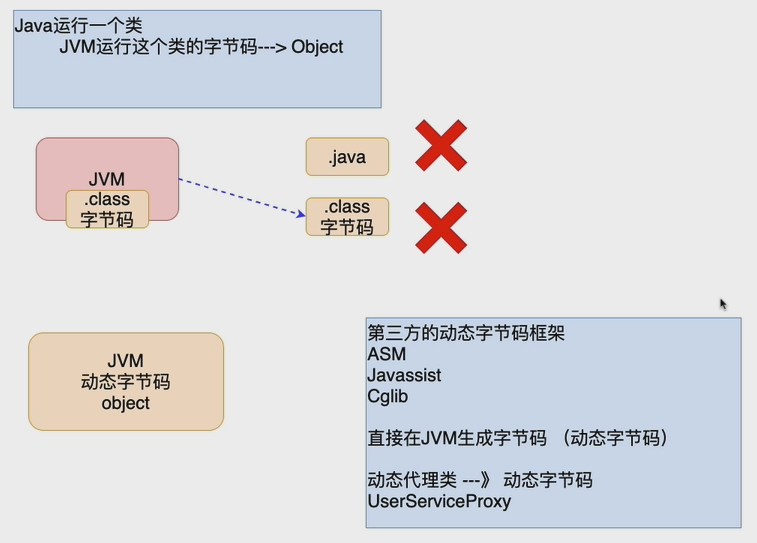 Java运行一个类
JVM运行这个类的字节码---> Object
JVM
.class
字节码
.java
.class
字节码
JVM
动态字节码
object
第三方的动态字节码框架
ASM
Javassist
Cglib
直接在JVM生成字节码 （动态字节码）
动态代理类 ---》 动态字节码
UserServiceProxy